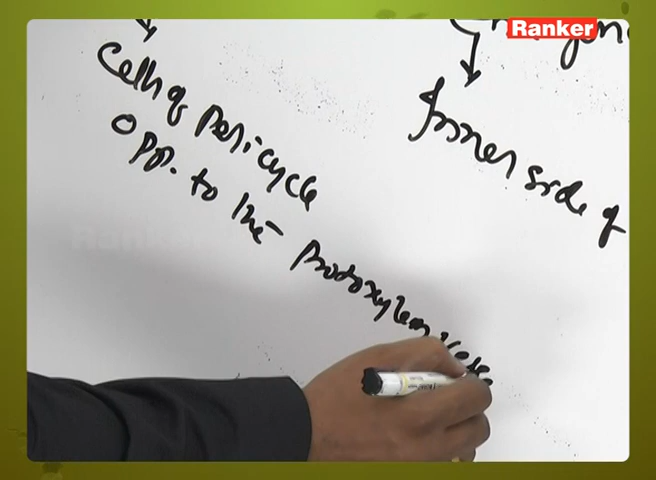 Ranker
Cells of pericycle
opp. to the Protoxylem
Inner side of